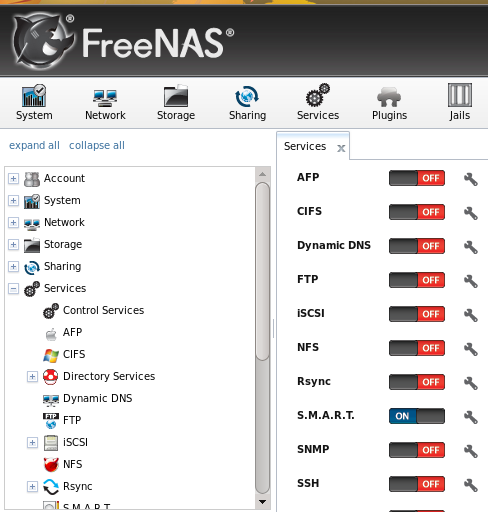 FreeNAS®
System Network Storage Sharing Services Plugins Jails
expand all collapse all
Services x
Account
System
Network
Storage
Sharing
Services
Control Services
AFP
CIFS
Directory Services
Dynamic DNS
FTP
iSCSI
NFS
Rsync
S.M.A.R.T.
AFP OFF
CIFS OFF
Dynamic DNS OFF
FTP OFF
iSCSI OFF
NFS OFF
Rsync OFF
S.M.A.R.T. ON
SNMP OFF
SSH OFF